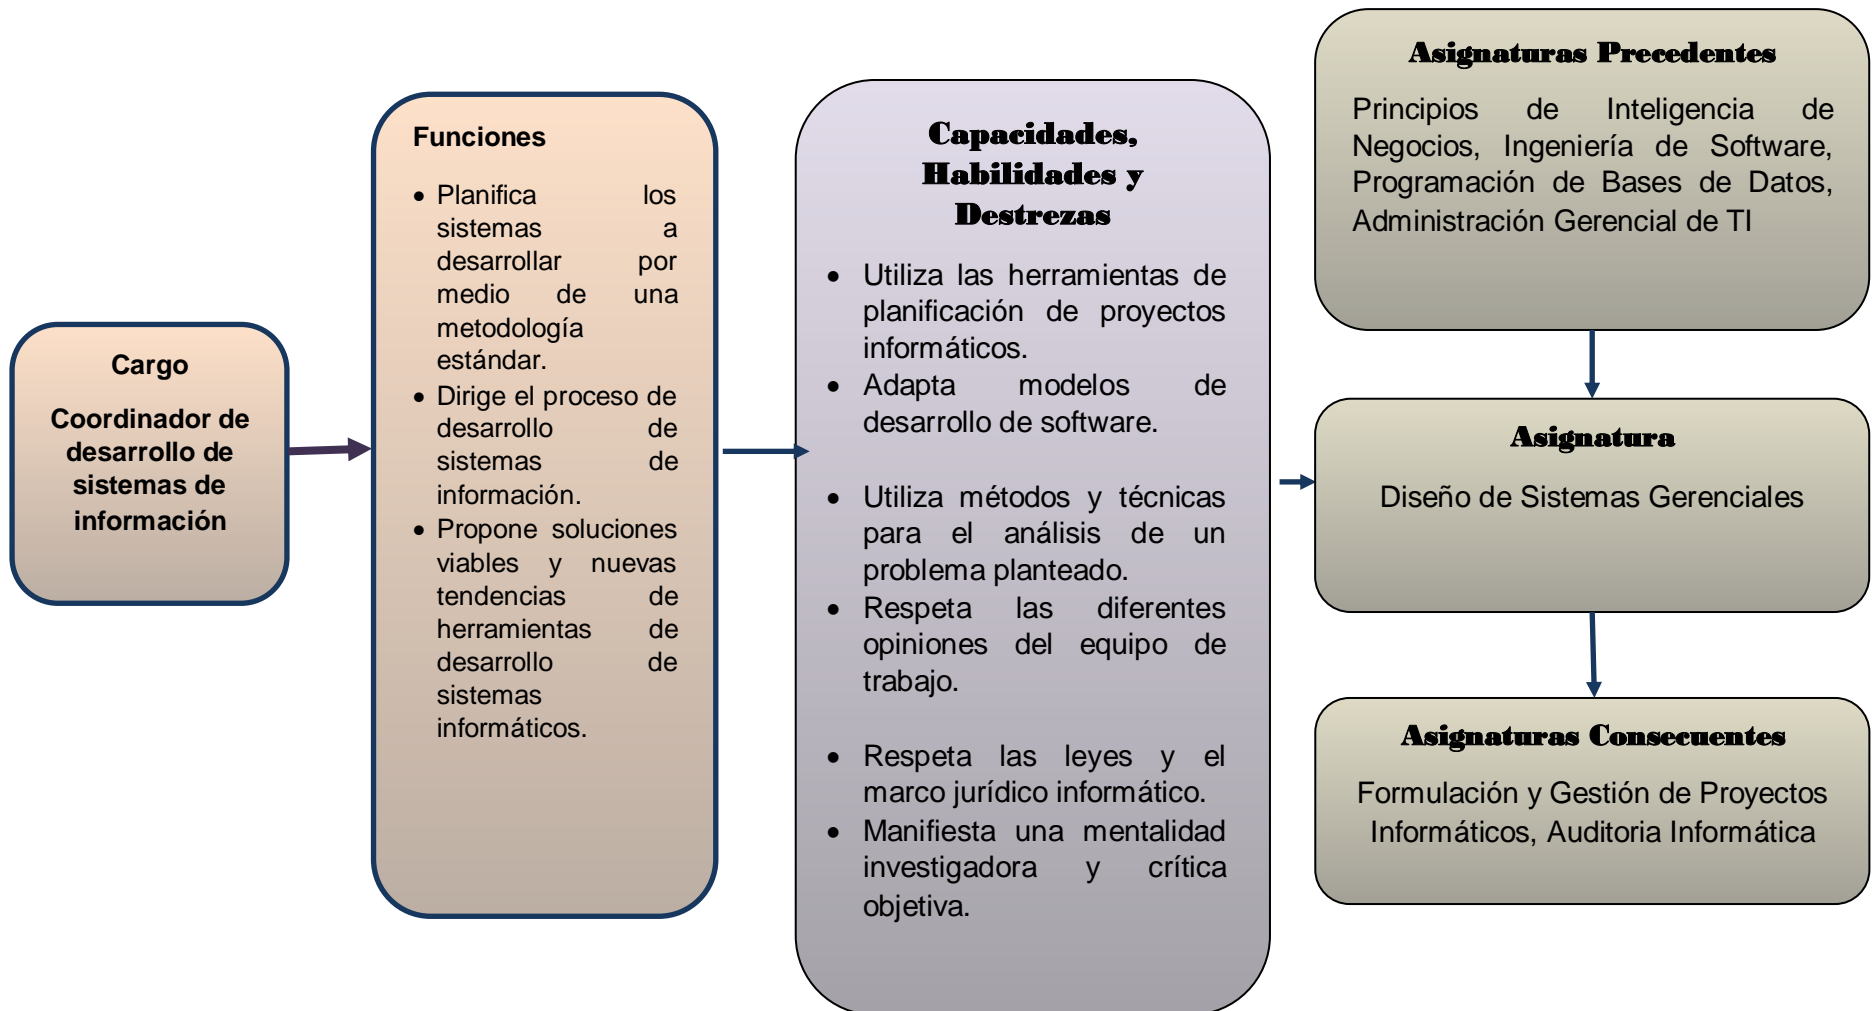 Cargo
Coordinador de
desarrollo de
sistemas de
información
Funciones
• Planifica los
sistemas a
desarrollar por
medio de una
metodología
estándar.
• Dirige el proceso de
desarrollo de
sistemas de
información.
• Propone soluciones
viables y nuevas
tendencias de
herramientas de
desarrollo de
sistemas
informáticos.
Capacidades,
Habilidades y
Destrezas
• Utiliza las herramientas de
planificación de proyectos
informáticos.
• Adapta modelos de
desarrollo de software.
• Utiliza métodos y técnicas
para el análisis de un
problema planteado.
• Respeta las diferentes
opiniones del equipo de
trabajo.
• Respeta las leyes y el
marco jurídico informático.
• Manifiesta una mentalidad
investigadora y crítica
objetiva.
Asignaturas Precedentes
Principios de Inteligencia de
Negocios, Ingeniería de Software,
Programación de Bases de Datos,
Administración Gerencial de TI
Asignatura
Diseño de Sistemas Gerenciales
Asignaturas Consecuentes
Formulación y Gestión de Proyectos
Informáticos, Auditoria Informática